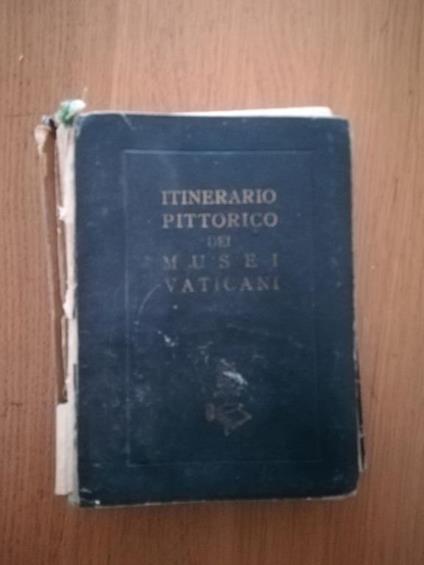 ITINERARIO
PITTORICO
DEI
MUSEI
VATICANI